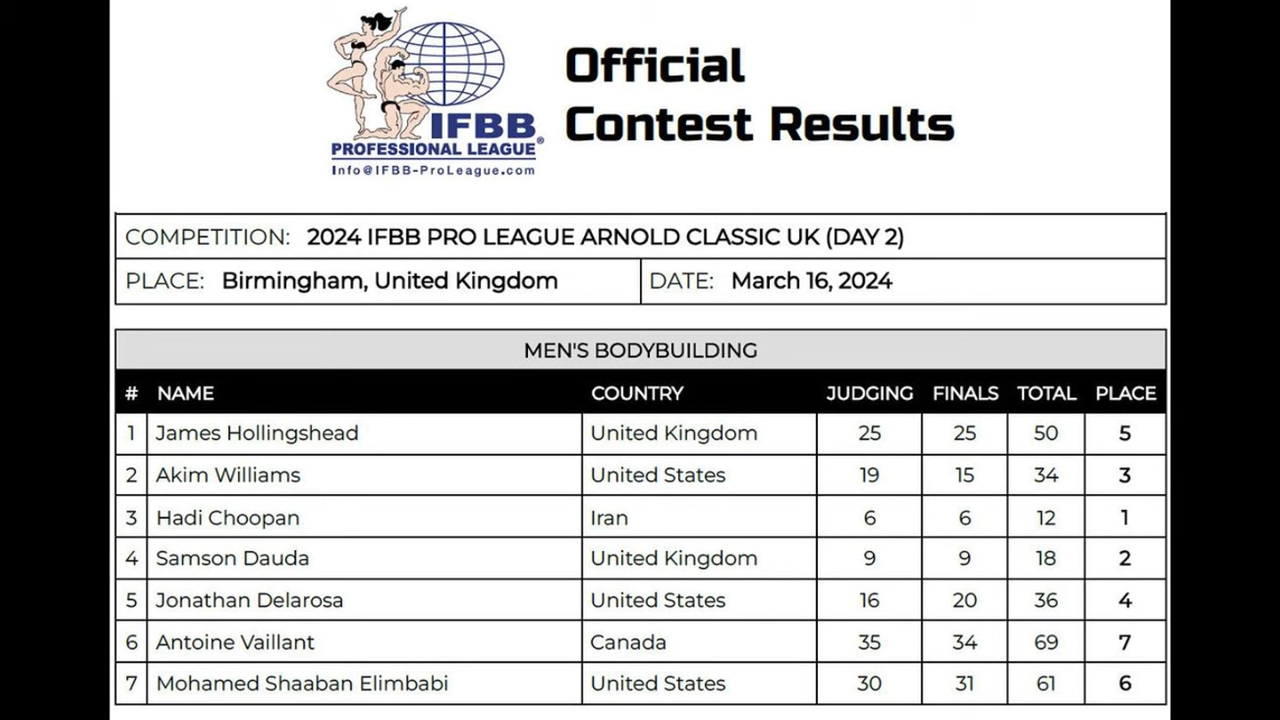 Official
Contest Results
IFBB®
PROFESSIONAL LEAGUE
Info@IFBB-ProLeague.com
COMPETITION: 2024 IFBB PRO LEAGUE ARNOLD CLASSIC UK (DAY 2)
PLACE: Birmingham, United Kingdom DATE: March 16, 2024
MEN'S BODYBUILDING
# NAME COUNTRY JUDGING FINALS TOTAL PLACE
1 James Hollingshead United Kingdom 25 25 50 5
2 Akim Williams United States 19 15 34 3
3 Hadi Choopan Iran 6 6 12 1
4 Samson Dauda United Kingdom 9 9 18 2
5 Jonathan Delarosa United States 16 20 36 4
6 Antoine Vaillant Canada 35 34 69 7
7 Mohamed Shaaban Elimbabi United States 30 31 61 6